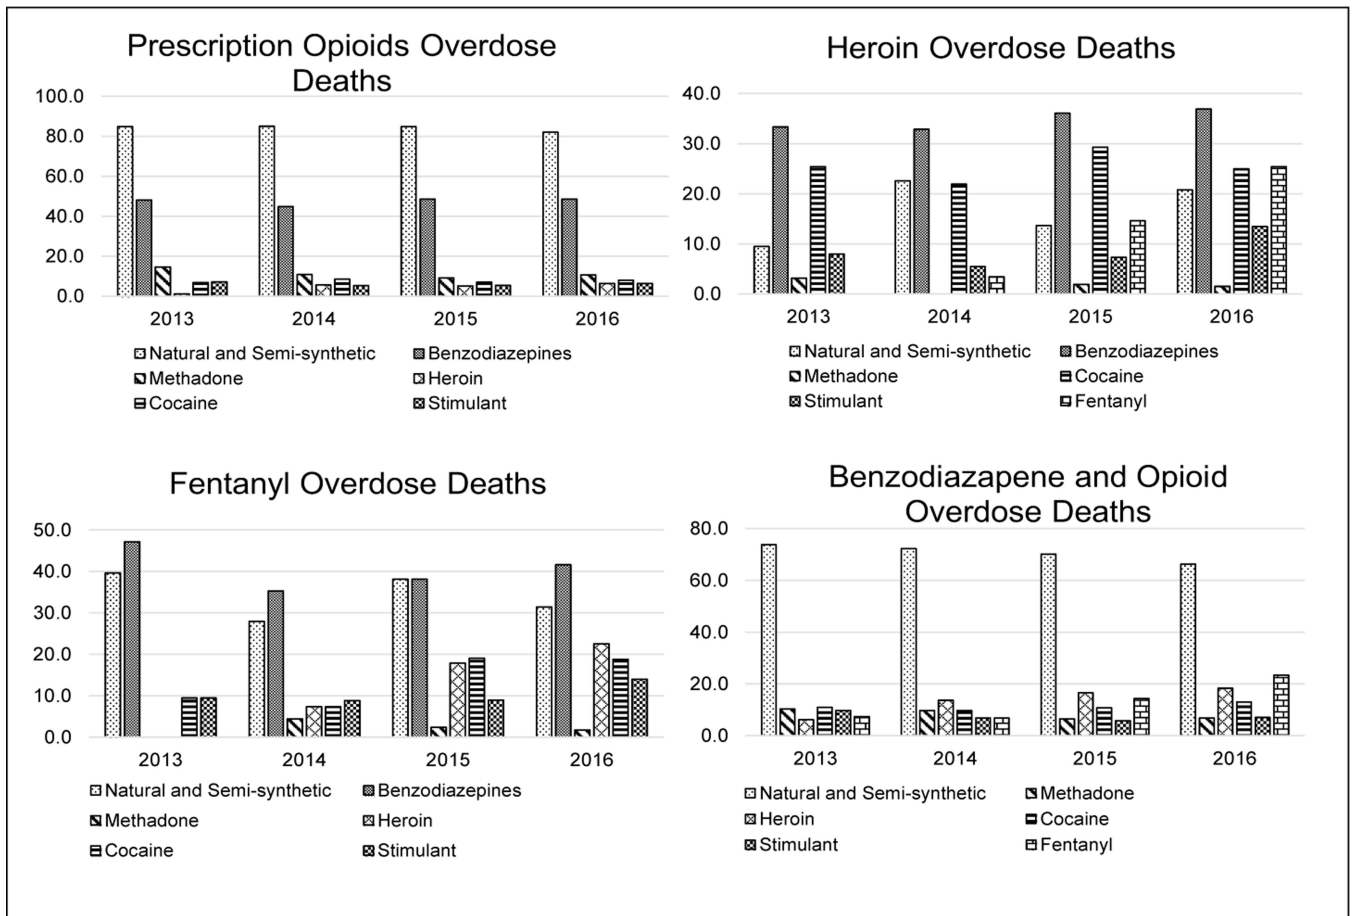 Prescription Opioids Overdose
Deaths
100.0
80.0
60.0
40.0
20.0
0.0
2013 2014 2015 2016
Natural and Semi-synthetic Benzodiazepines
Methadone Heroin
Cocaine Stimulant
Heroin Overdose Deaths
40.0
30.0
20.0
10.0
0.0
2013 2014 2015 2016
Natural and Semi-synthetic Benzodiazepines
Methadone Cocaine
Stimulant Fentanyl
Fentanyl Overdose Deaths
50.0
40.0
30.0
20.0
10.0
0.0
2013 2014 2015 2016
Natural and Semi-synthetic Benzodiazepines
Methadone Heroin
Cocaine Stimulant
Benzodiazapene and Opioid
Overdose Deaths
80.0
60.0
40.0
20.0
0.0
2013 2014 2015 2016
Natural and Semi-synthetic Methadone
Heroin Cocaine
Stimulant Fentanyl